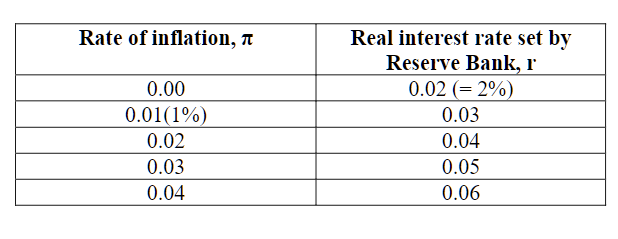 Rate of inflation, π
Real interest rate set by
Reserve Bank, r
0.00
0.02 (= 2%)
0.01(1%)
0.03
0.02
0.04
0.03
0.05
0.04
0.06